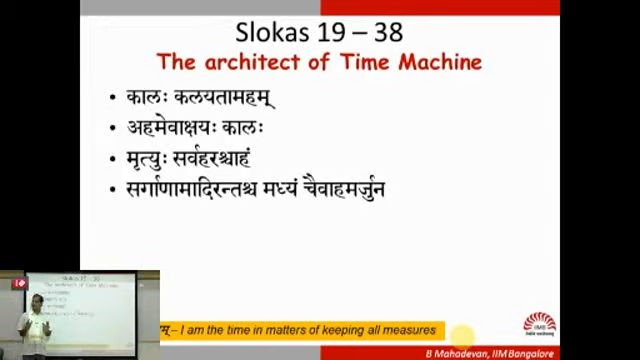 Slokas 19 – 38
The architect of Time Machine
• कालः कलयतामहम्
• अहमेवाक्षयः कालः
• मृत्युः सर्वहरश्चाहं
• सर्गाणामादिरन्तश्च मध्यं चैवाहमर्जुन
– I am the time in matters of keeping all measures
IIMB
B Mahadevan, IIM Bangalore